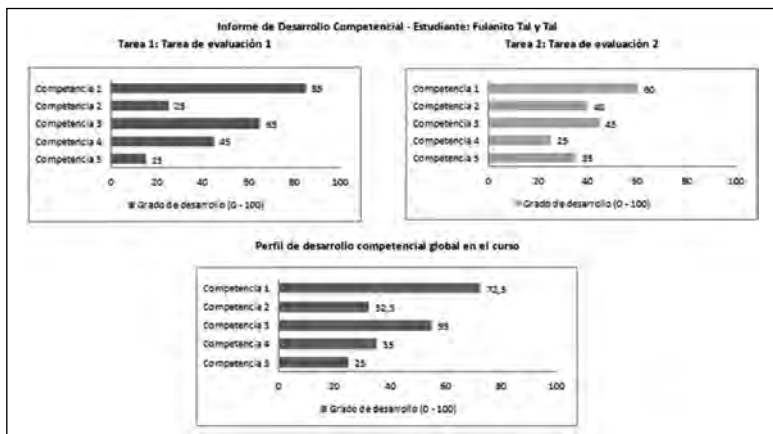 Informe de Desarrollo Competencial - Estudiante: Fulanito Tal y Tal
Tarea 1: Tarea de evaluación 1
Competencia 1 85
Competencia 2 25
Competencia 3 65
Competencia 4 45
Competencia 5 15
0 20 40 60 80 100
Grado de desarrollo (0 - 100)
Tarea 2: Tarea de evaluación 2
Competencia 1 60
Competencia 2 40
Competencia 3 45
Competencia 4 25
Competencia 5 35
0 20 40 60 80 100
Grado de desarrollo (0 - 100)
Perfil de desarrollo competencial global en el curso
Competencia 1 72,5
Competencia 2 32,5
Competencia 3 55
Competencia 4 35
Competencia 5 25
0 20 40 60 80 100
Grado de desarrollo (0 - 100)